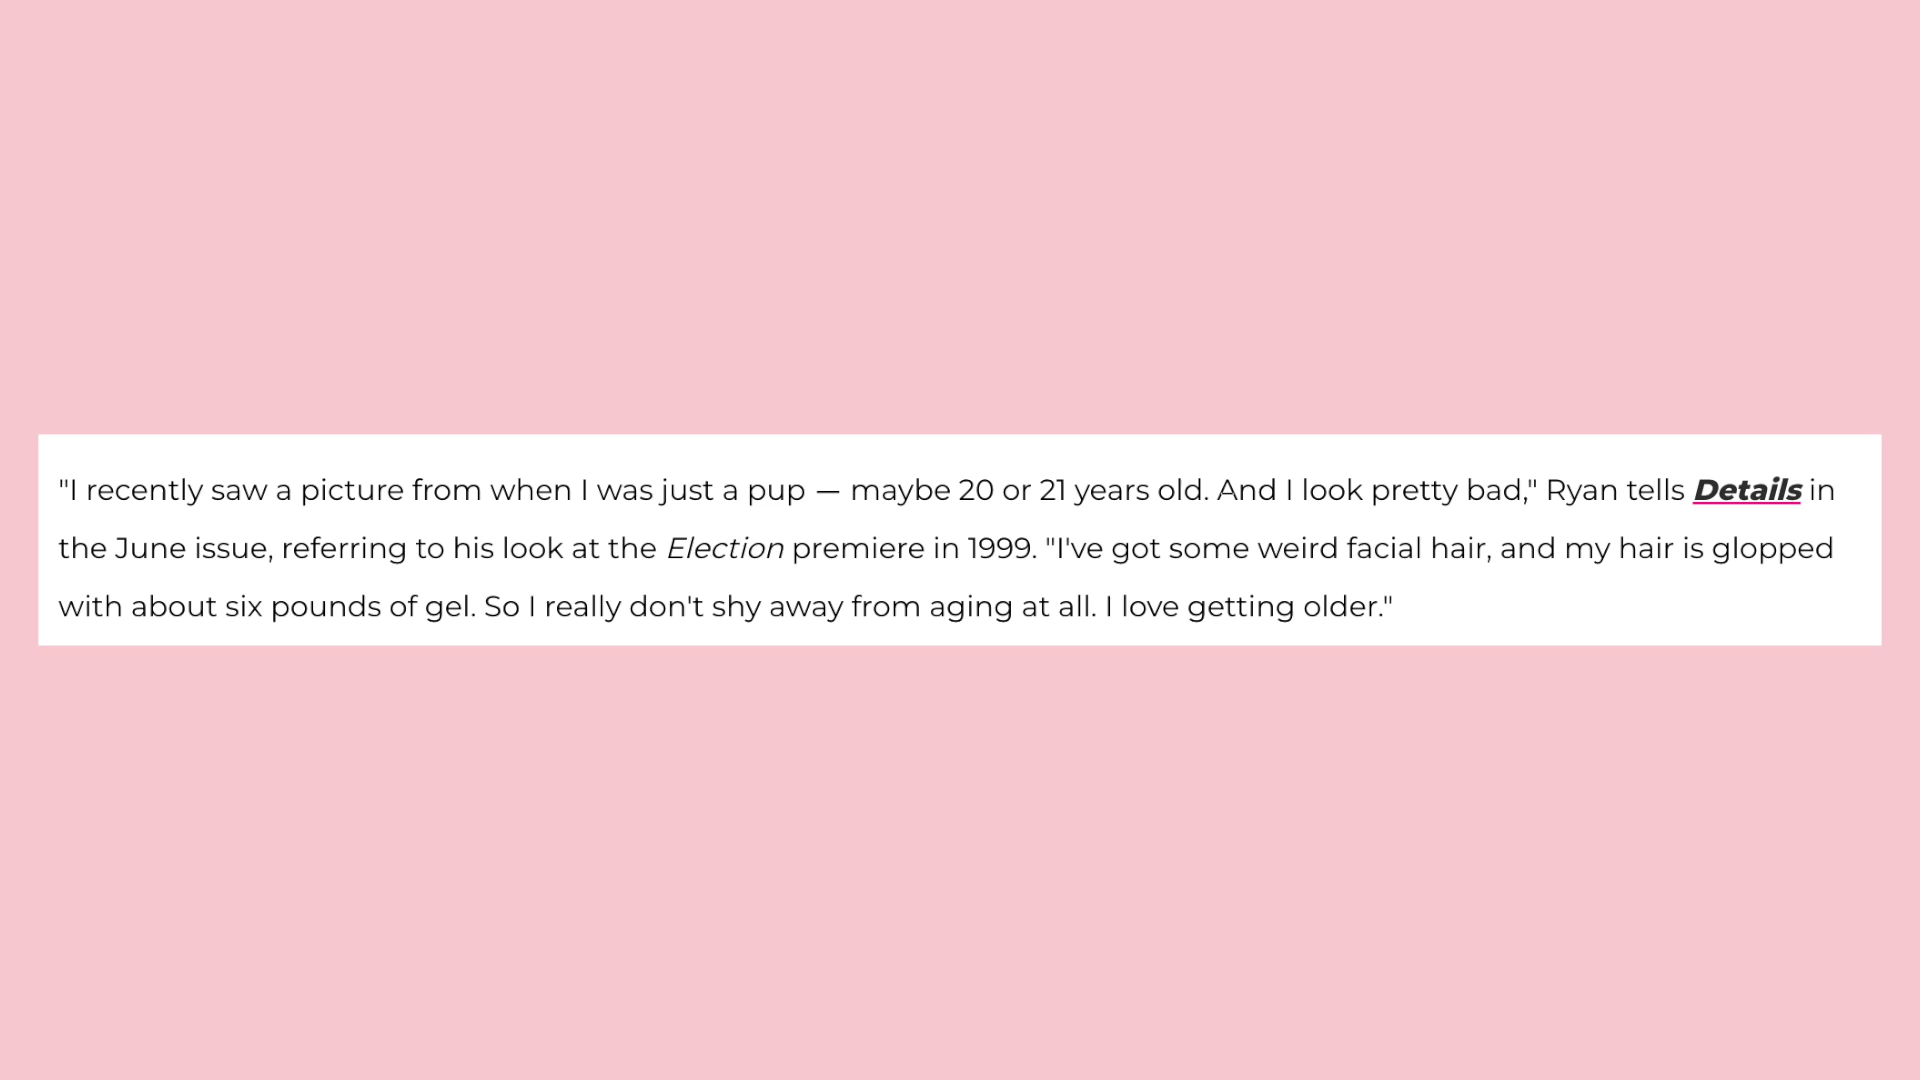 "I recently saw a picture from when I was just a pup — maybe 20 or 21 years old. And I look pretty bad," Ryan tells Details in
the June issue, referring to his look at the Election premiere in 1999. "I've got some weird facial hair, and my hair is glopped
with about six pounds of gel. So I really don't shy away from aging at all. I love getting older."